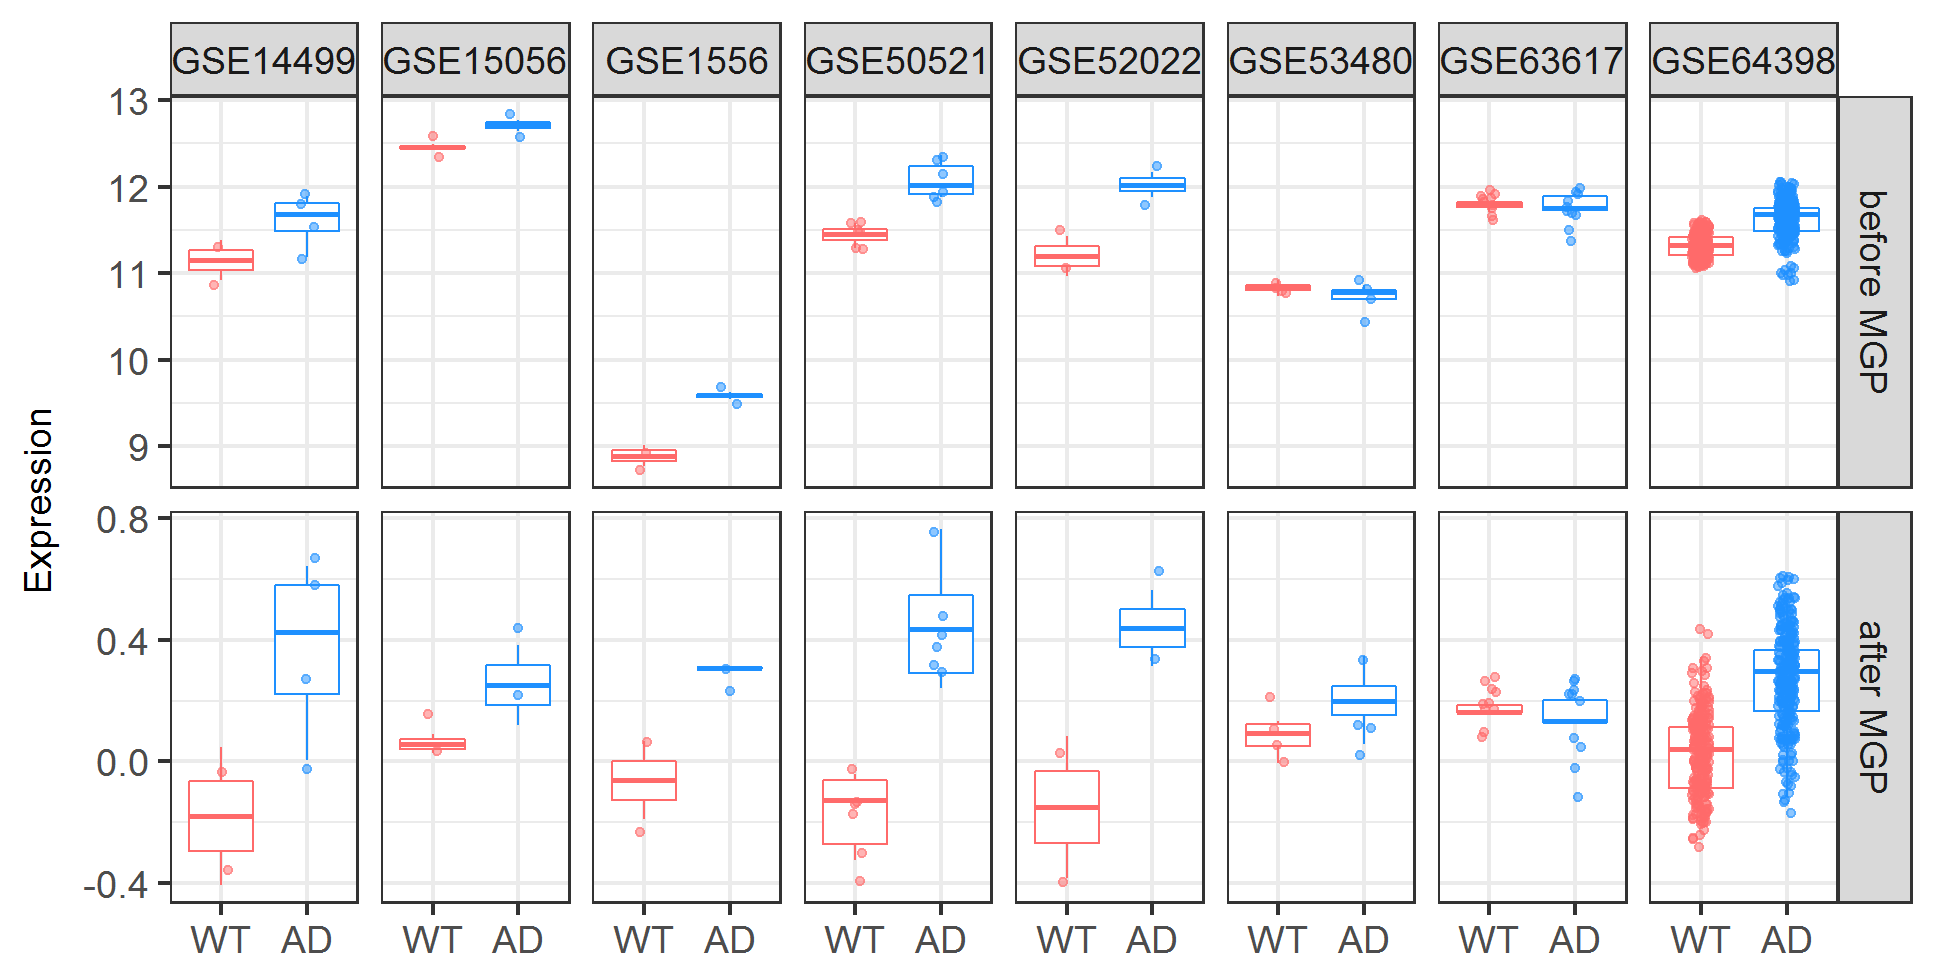 GSE14499 GSE15056 GSE1556 GSE50521 GSE52022 GSE53480 GSE63617 GSE64398
Expression
13
12
11
10
9
before MGP
0.8
0.4
0.0
-0.4
after MGP
WT AD WT AD WT AD WT AD WT AD WT AD WT AD WT AD